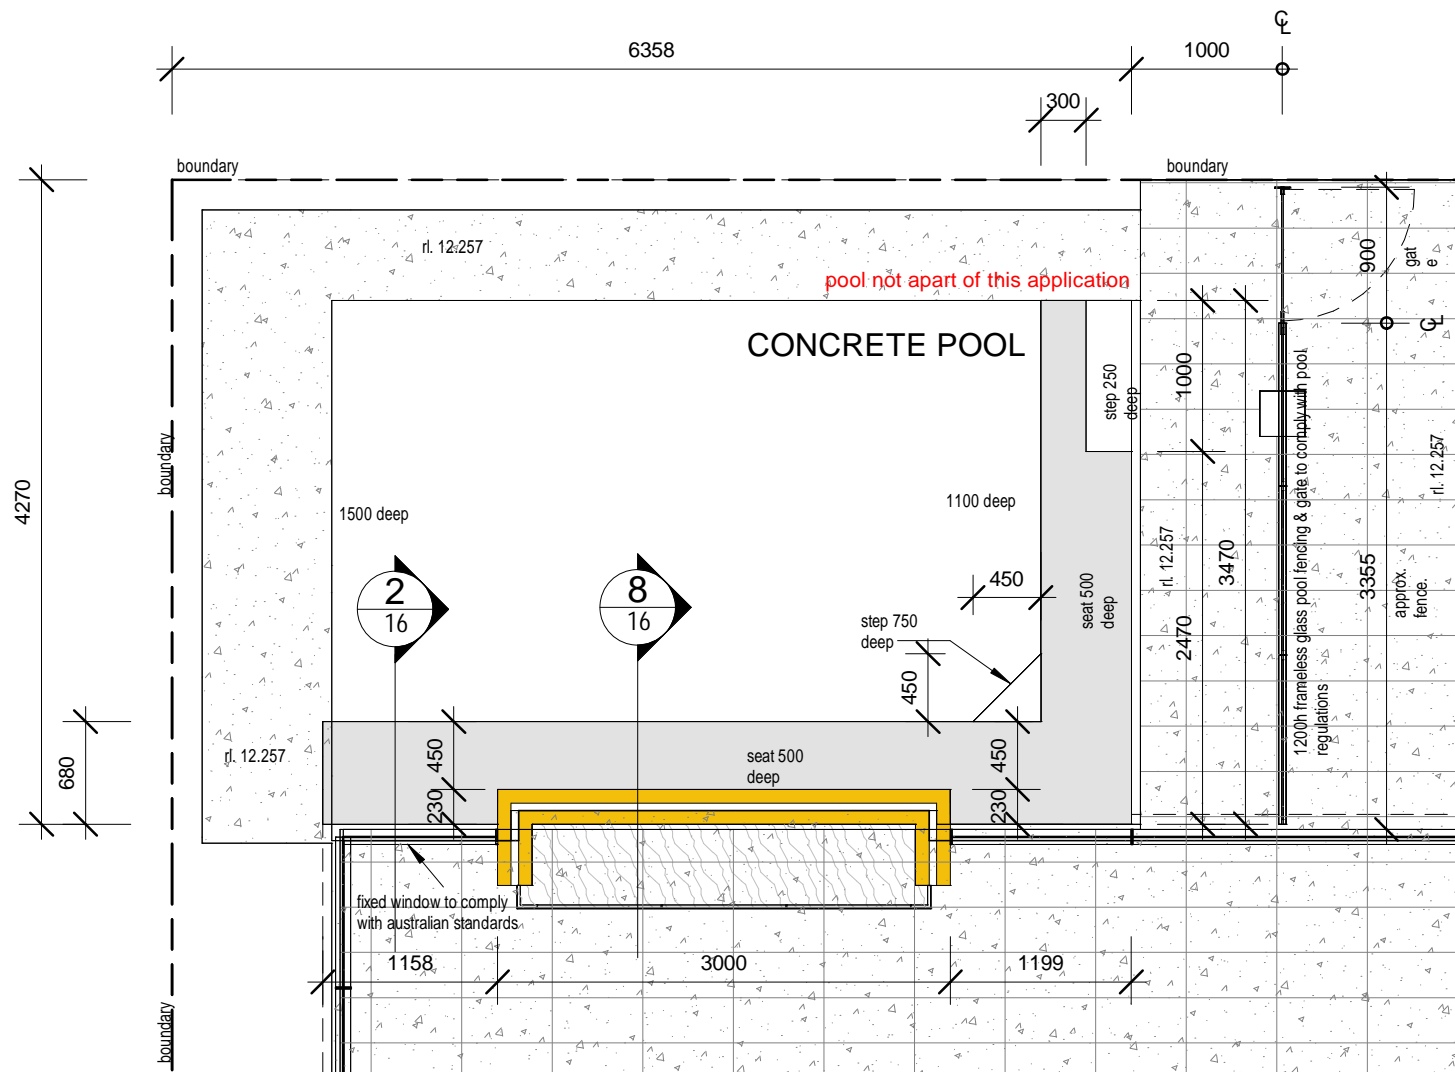 ℄
6358
1000
300
boundary
boundary
rl. 12.257
pool not apart of this application
CONCRETE POOL
900
gat
e
℄
step 250
deep
1000
1200h frameless glass pool fencing & gate to comply with pool
regulations
rl. 12.257
boundary
4270
1500 deep
1100 deep
2
16
8
16
450
step 750
deep
450
seat 500
deep
rl. 12.257
3470
2470
3355
approx.
fence.
680
rl. 12.257
450
230
seat 500
deep
450
230
fixed window to comply
with australian standards
1158
3000
1199
boundary